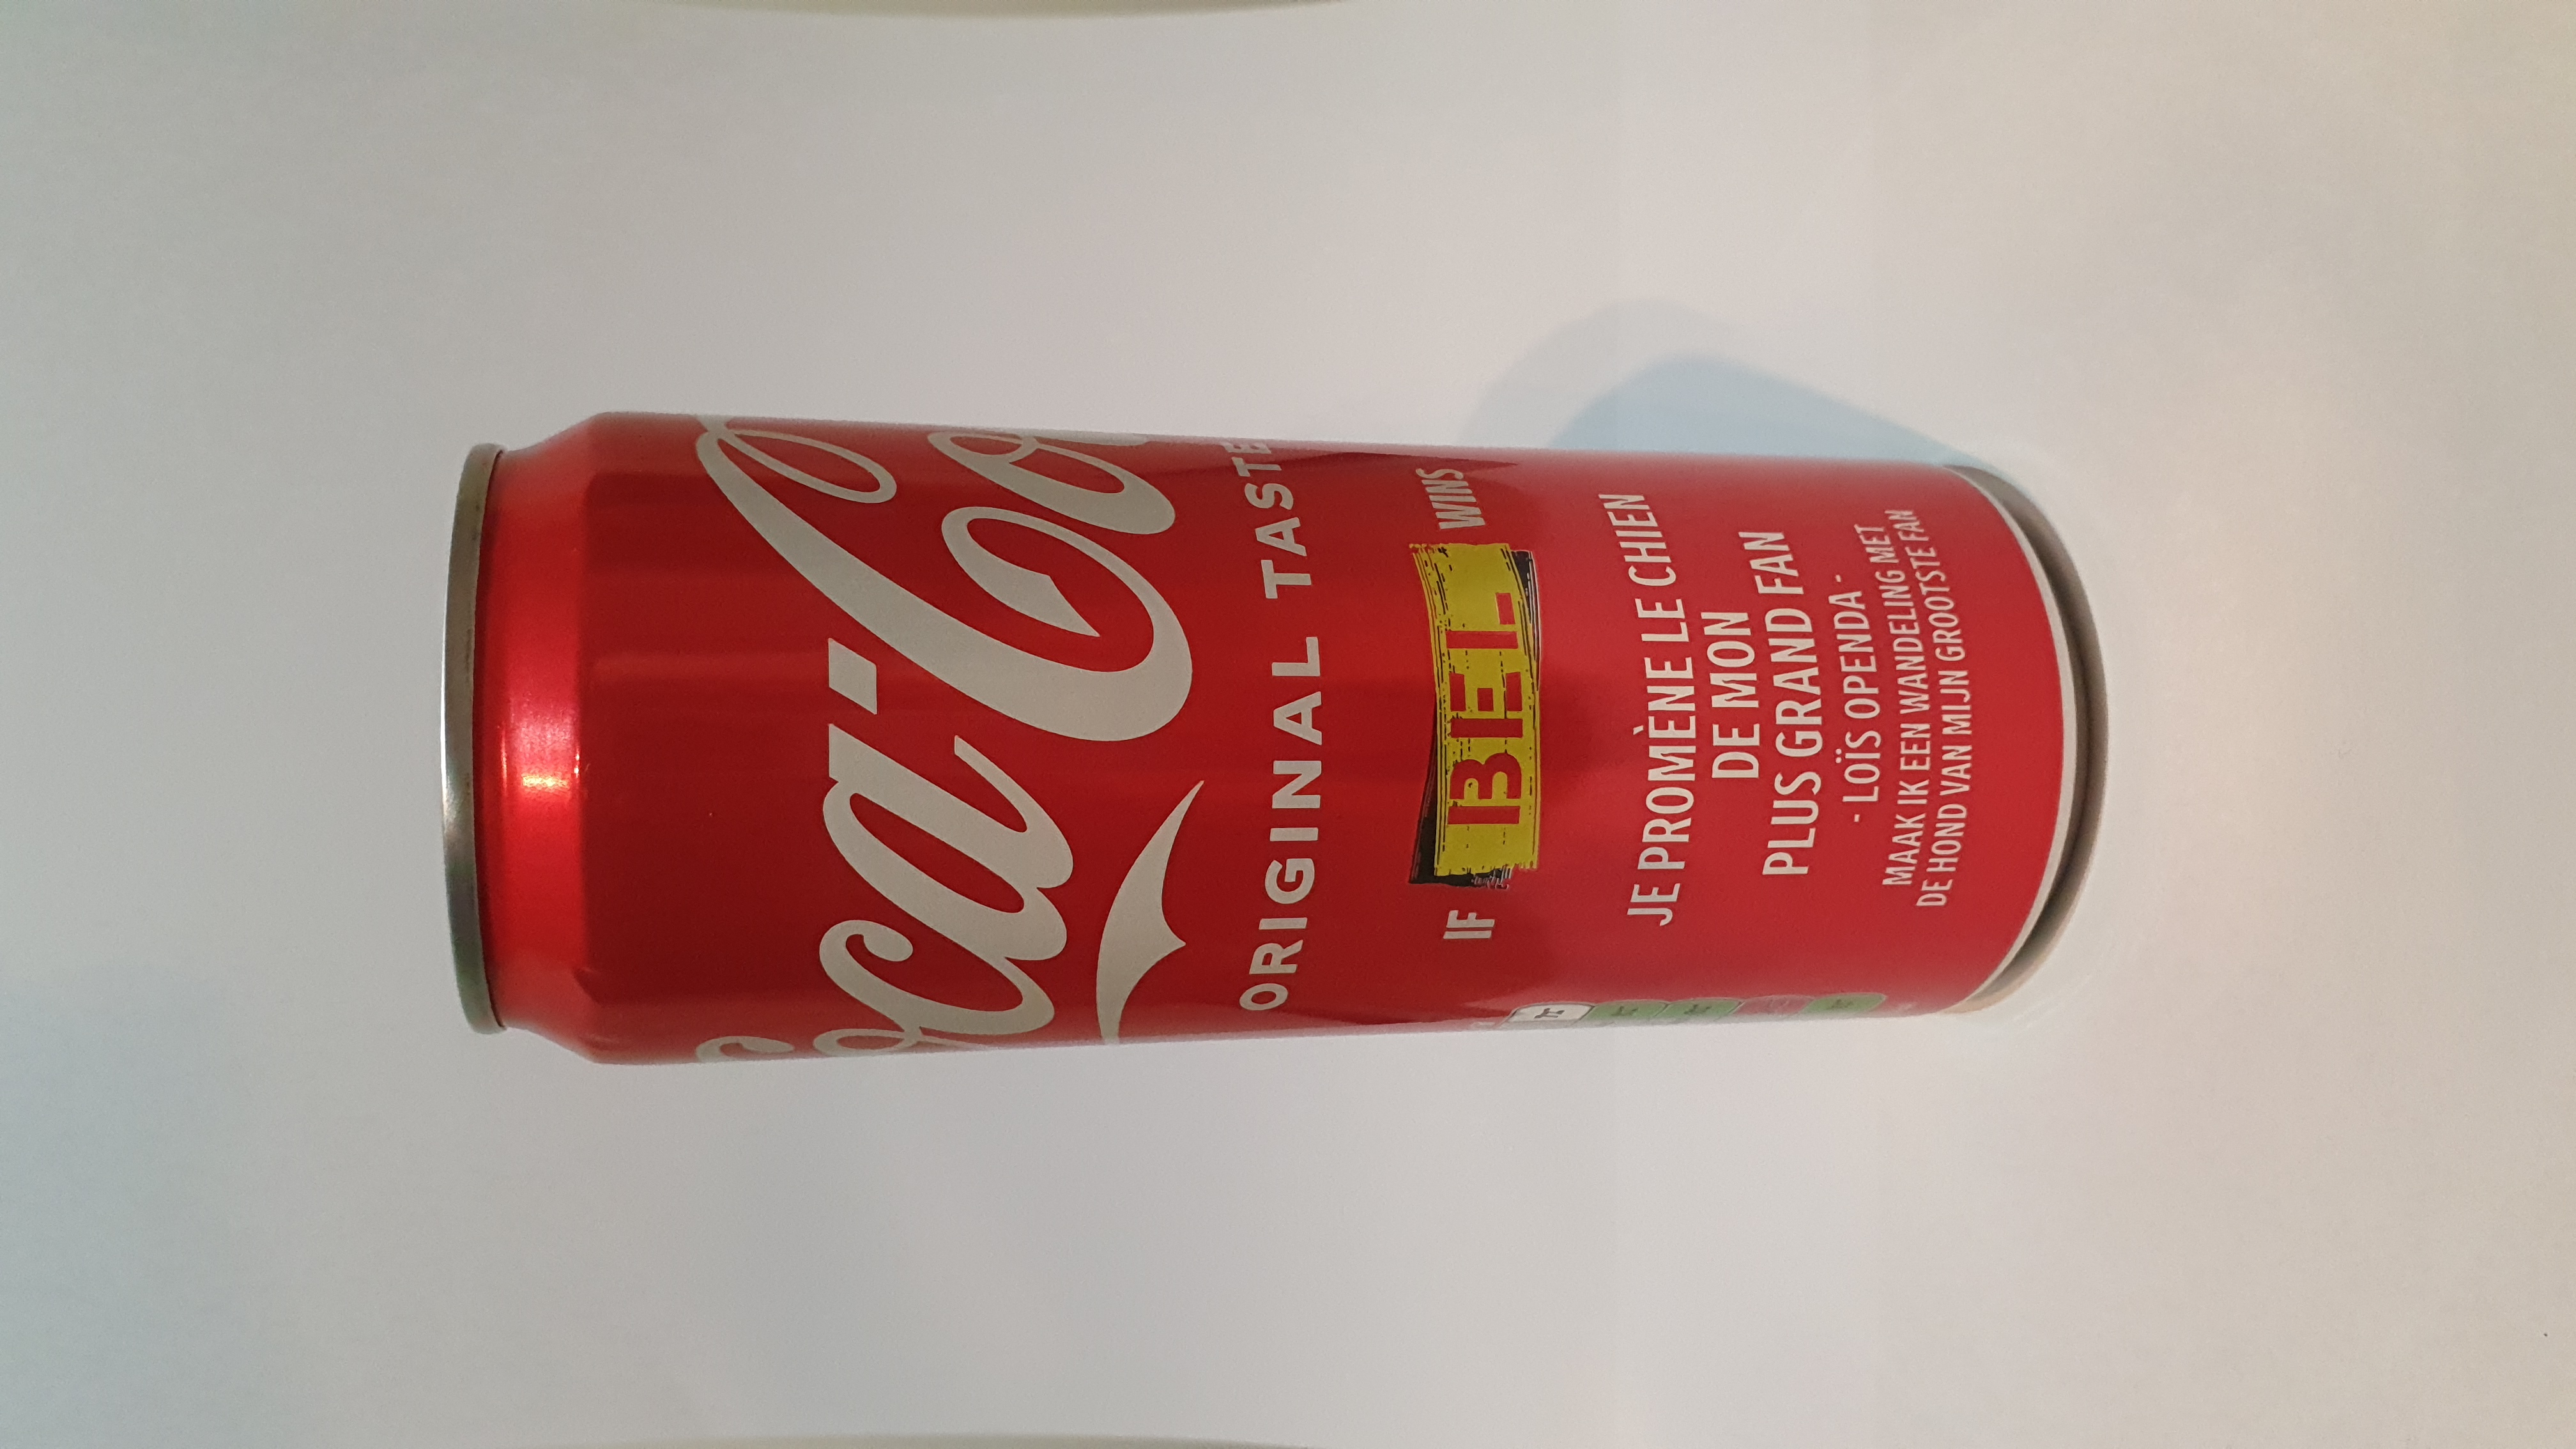 Coca-Co
ORIGINAL TASTE
IF BEL WINS
JE PROMÈNE LE CHIEN
DE MON
PLUS GRAND FAN
- LOÏS OPENDA -
MAAK IK EEN WANDELING MET
DE HOND VAN MIJN GROOTSTE FAN